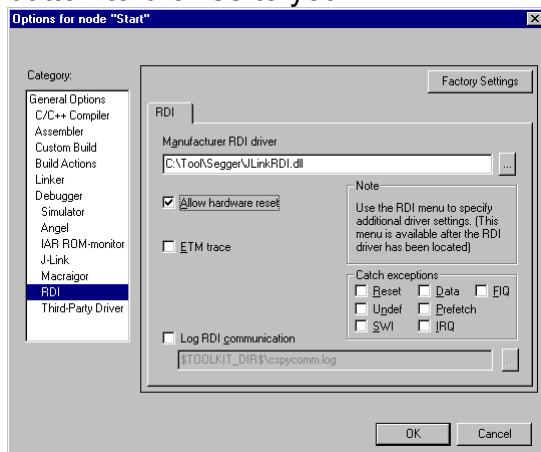 Options for node "Start"
Category:
General Options
C/C++ Compiler
Assembler
Custom Build
Build Actions
Linker
Debugger
Simulator
Angel
IAR ROM-monitor
J-Link
Macraigor
RDI
Third-Party Driver
Factory Settings
RDI
Manufacturer RDI driver
C:\Tool\Segger\JLinkRDI.dll
...
Allow hardware reset
ETM trace
Note
Use the RDI menu to specify
additional driver settings. (This
menu is available after the RDI
driver has been located)
Catch exceptions
Reset Data FIQ
Undef Prefetch
SWI IRQ
Log RDI communication
$TOOLKIT_DIR$\cspycomm.log
...
OK Cancel